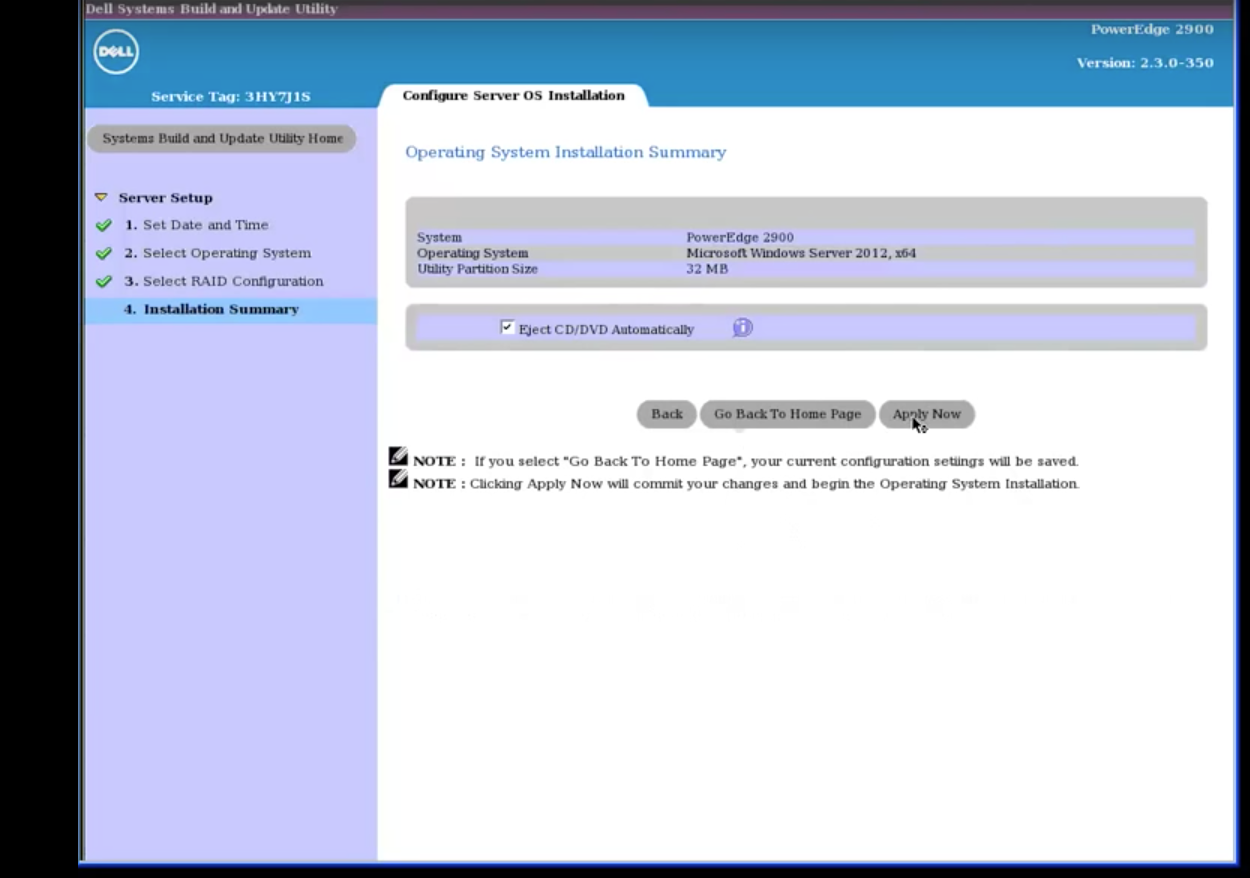 Dell Systems Build and Update Utility
PowerEdge 2900
DELL
Version: 2.3.0-350
Service Tag: 3HY7J1S
Configure Server OS Installation
Systems Build and Update Utility Home
Operating System Installation Summary
Server Setup
1. Set Date and Time
2. Select Operating System
3. Select RAID Configuration
4. Installation Summary
System PowerEdge 2900
Operating System Microsoft Windows Server 2012, x64
Utility Partition Size 32 MB
Eject CD/DVD Automatically
Back Go Back To Home Page Apply Now
NOTE : If you select "Go Back To Home Page", your current configuration settings will be saved.
NOTE : Clicking Apply Now will commit your changes and begin the Operating System Installation.